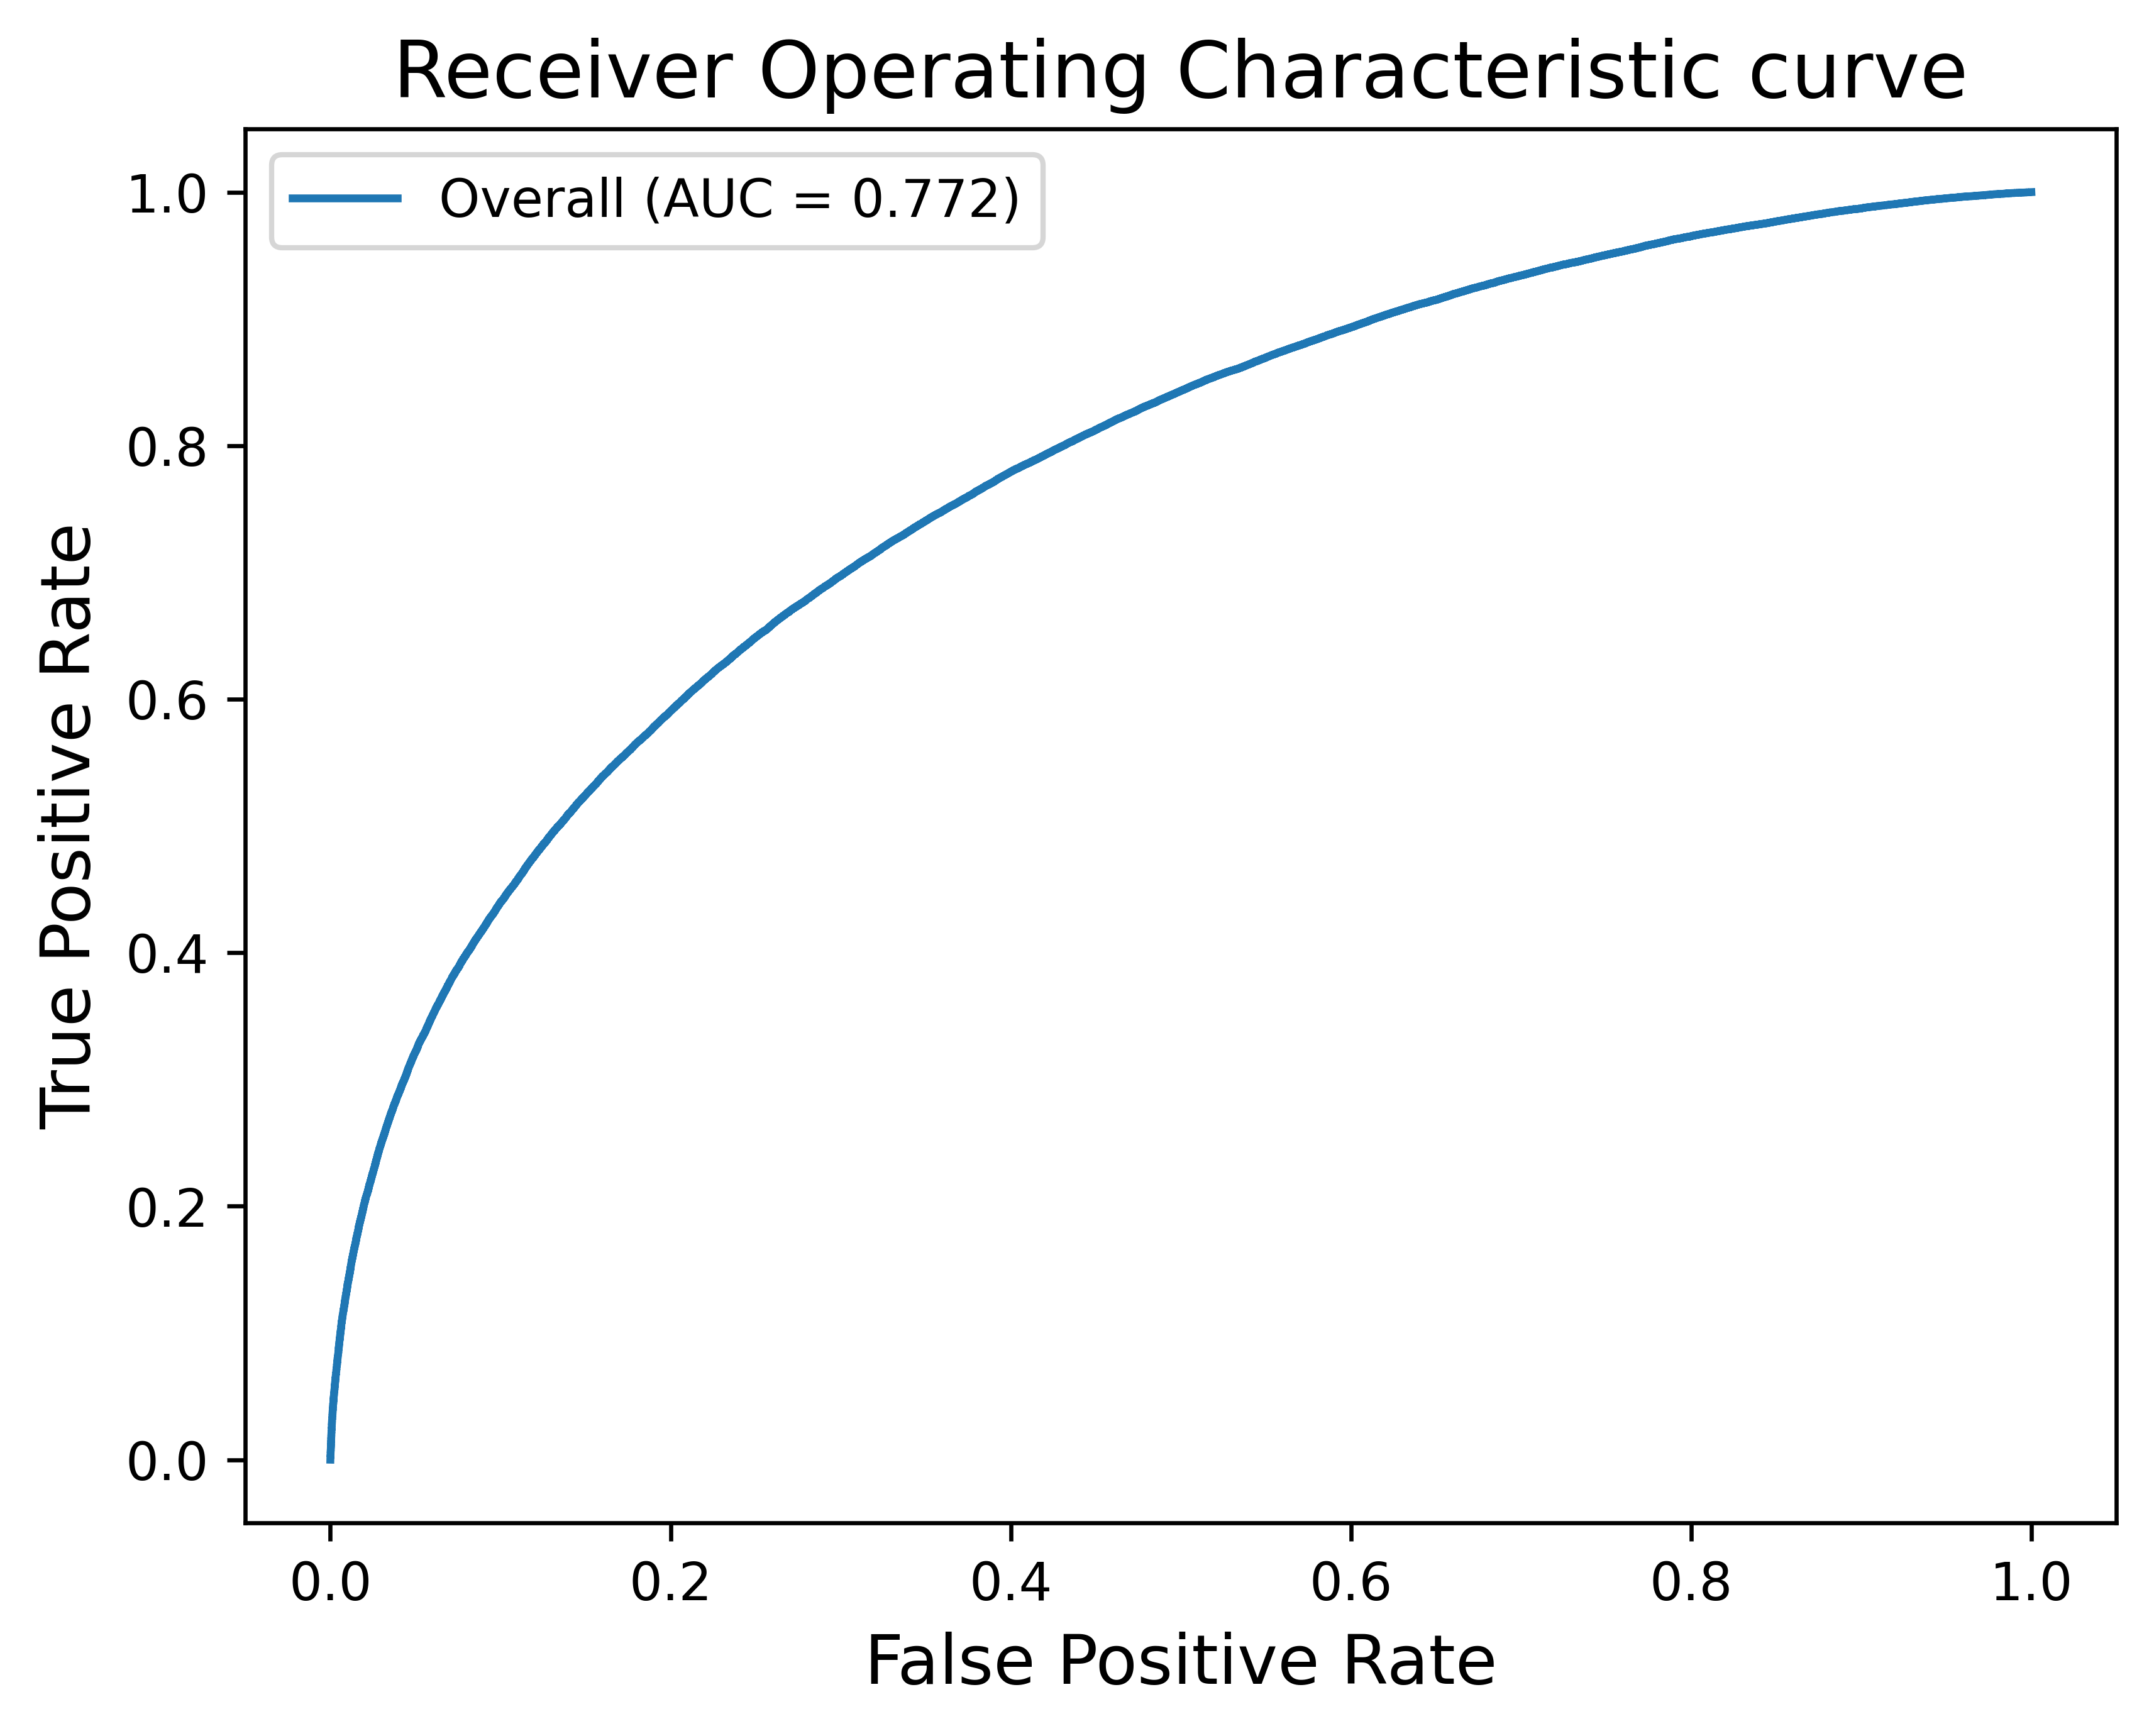 Receiver Operating Characteristic curve
Overall (AUC = 0.772)
1.0
0.8
0.6
0.4
0.2
0.0
True Positive Rate
0.0 0.2 0.4 0.6 0.8 1.0
False Positive Rate